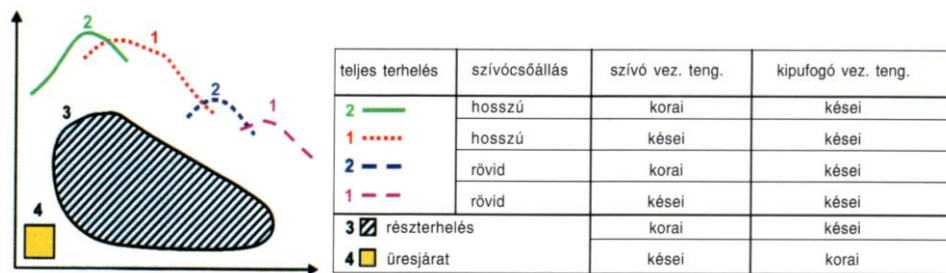 2
1
2
1
3
4
teljes terhelés szívócsőállás szívó vez. teng. kipufogó vez. teng.
2 hosszú korai kései
1 hosszú kései kései
2 rövid korai kései
1 rövid kései kései
3 részterhelés korai kései
4 üresjárat kései korai